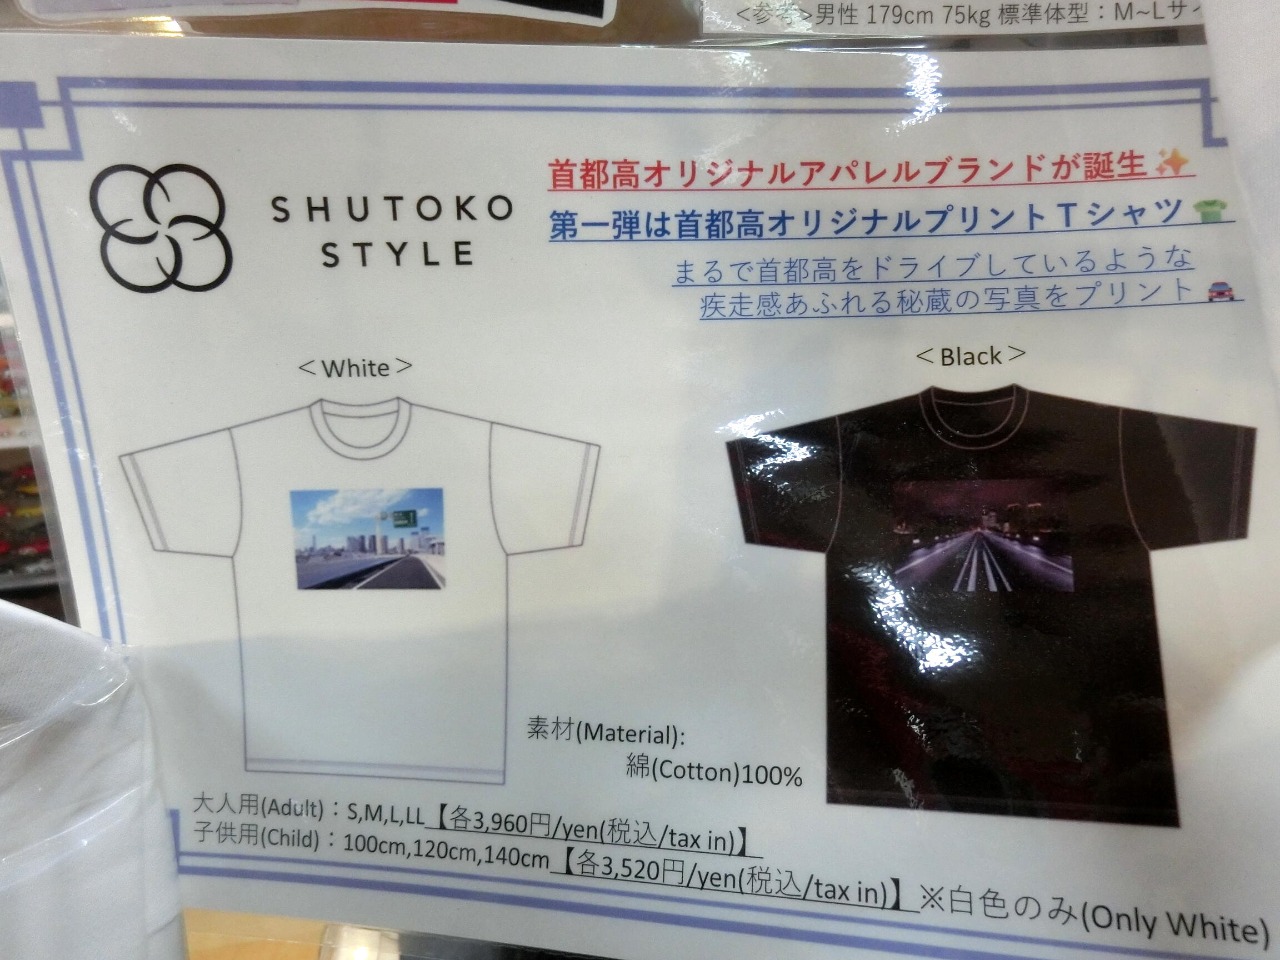 <参考>男性 179cm 75kg 標準体型：M~Lサイ
SHUTOKO
STYLE
首都高オリジナルアパレルブランドが誕生✨
第一弾は首都高オリジナルプリントTシャツ👕
まるで首都高をドライブしているような
疾走感あふれる秘蔵の写真をプリント🚘
＜White＞
＜Black＞
素材(Material):
綿(Cotton)100%
大人用(Adult)：S,M,L,LL【各3,960円/yen(税込/tax in)】
子供用(Child)：100cm,120cm,140cm【各3,520円/yen(税込/tax in)】※白色のみ(Only White)